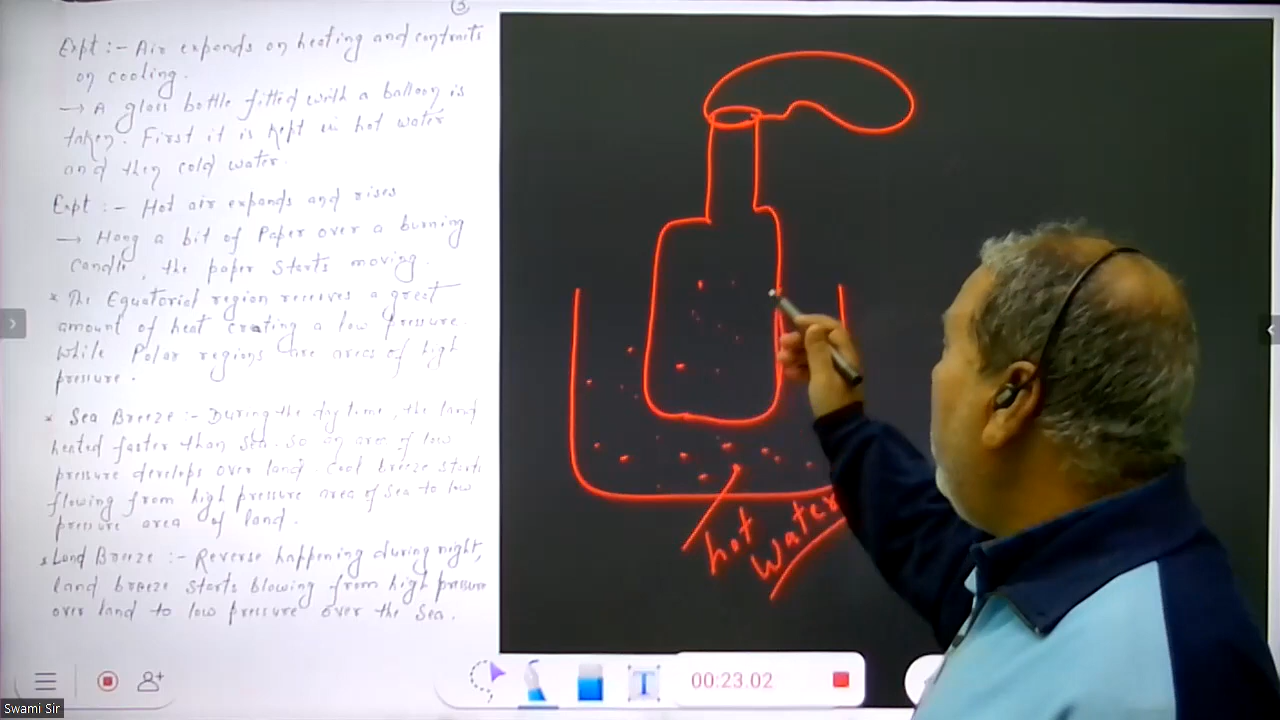 3
Expt :- Air expands on heating and contracts
on cooling.
→ A glass bottle fitted with a balloon is
taken. First it is kept in hot water
and then cold water.
Expt :- Hot air expands and rises
→ Hang a bit of Paper over a burning
candle, the paper starts moving.
* The Equatorial region receives a great
amount of heat creating a low pressure.
While Polar regions are areas of high
pressure.
* Sea Breeze :- During the day time, the land
heated faster than sea. So an area of low
pressure develops over land. Cool breeze starts
flowing from high pressure area of sea to low
pressure area of land.
* Land Breeze :- Reverse happening during night,
land breeze starts blowing from high pressure
over land to low pressure over the Sea.
hot
water
T
00:23.02
Swami Sir